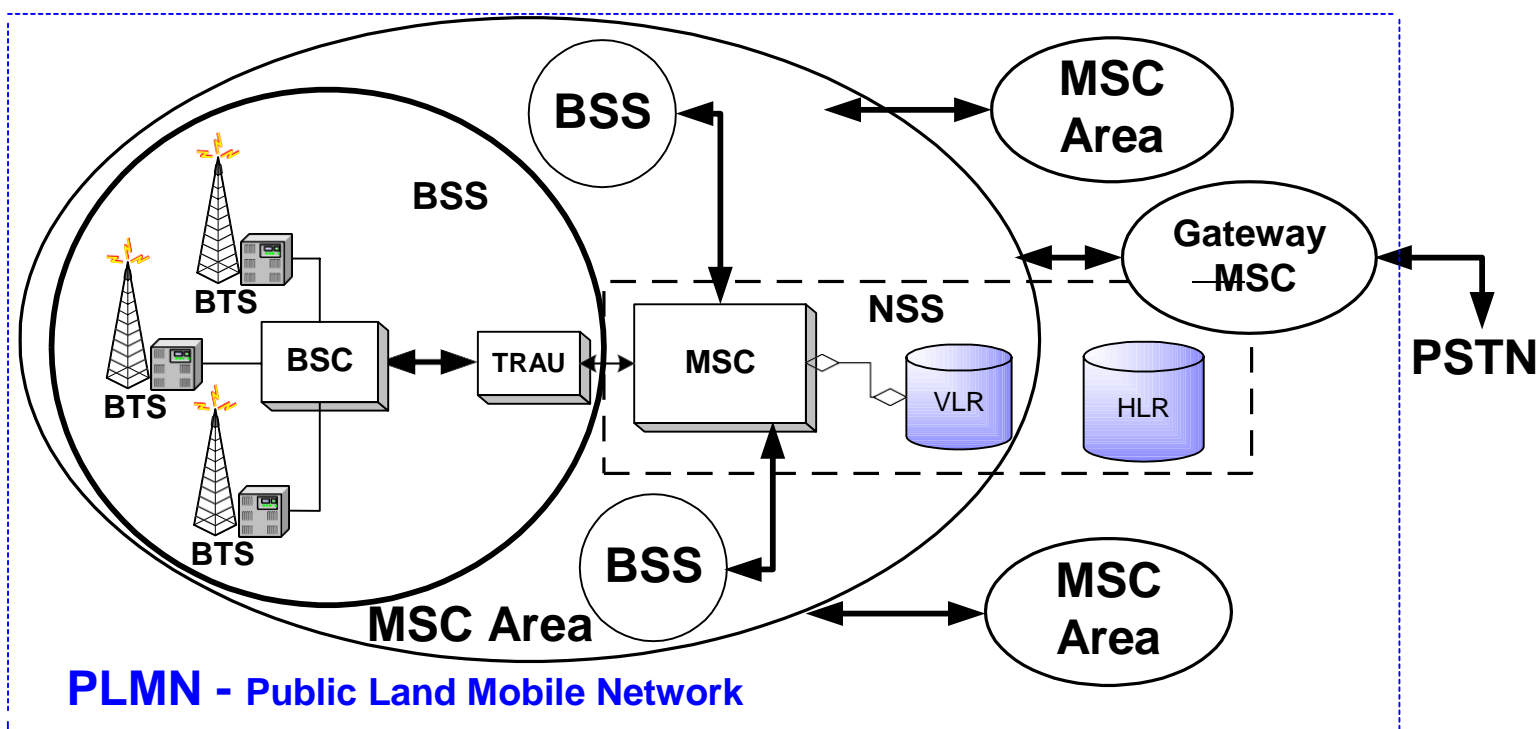 BSS
MSC
Area
BSS
Gateway
MSC
BTS
NSS
BSC
TRAU
MSC
PSTN
BTS
VLR
HLR
BTS
BSS
MSC
Area
MSC Area
PLMN - Public Land Mobile Network